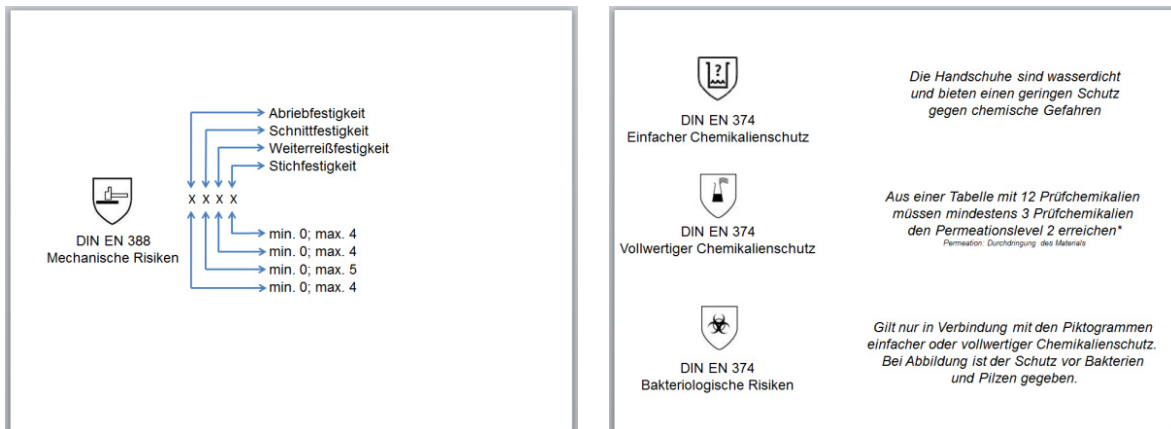 Abriebfestigkeit
Schnittfestigkeit
Weiterreißfestigkeit
Stichfestigkeit
X X X X
DIN EN 388
Mechanische Risiken
min. 0; max. 4
min. 0; max. 4
min. 0; max. 5
min. 0; max. 4
?
DIN EN 374
Einfacher Chemikalienschutz
Die Handschuhe sind wasserdicht
und bieten einen geringen Schutz
gegen chemische Gefahren
DIN EN 374
Vollwertiger Chemikalienschutz
Aus einer Tabelle mit 12 Prüfchemikalien
müssen mindestens 3 Prüfchemikalien
den Permeationslevel 2 erreichen*
Permeation: Durchdringung des Materials
DIN EN 374
Bakteriologische Risiken
Gilt nur in Verbindung mit den Piktogrammen
einfacher oder vollwertiger Chemikalienschutz.
Bei Abbildung ist der Schutz vor Bakterien
und Pilzen gegeben.